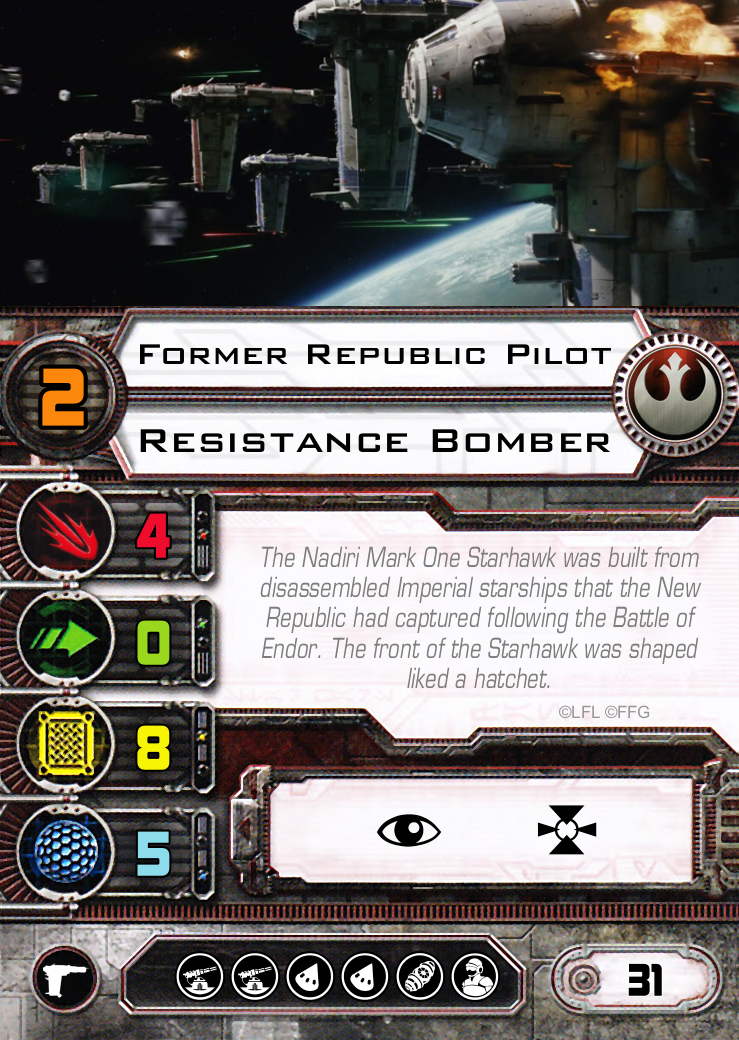 Former Republic Pilot
2
Resistance Bomber
4
The Nadiri Mark One Starhawk was built from
disassembled Imperial starships that the New
Republic had captured following the Battle of
Endor. The front of the Starhawk was shaped
liked a hatchet.
©LFL ©FFG
0
8
5
31